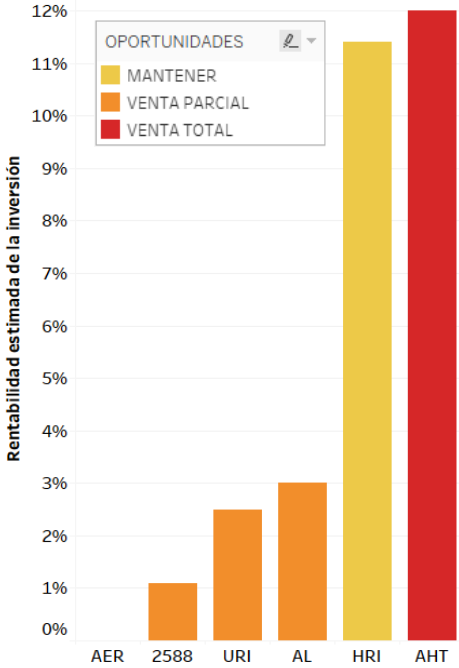 12%
OPORTUNIDADES
MANTENER
VENTA PARCIAL
VENTA TOTAL
11%
10%
9%
8%
7%
6%
5%
4%
3%
2%
1%
0%
Rentabilidad estimada de la inversión
AER 2588 URI AL HRI AHT